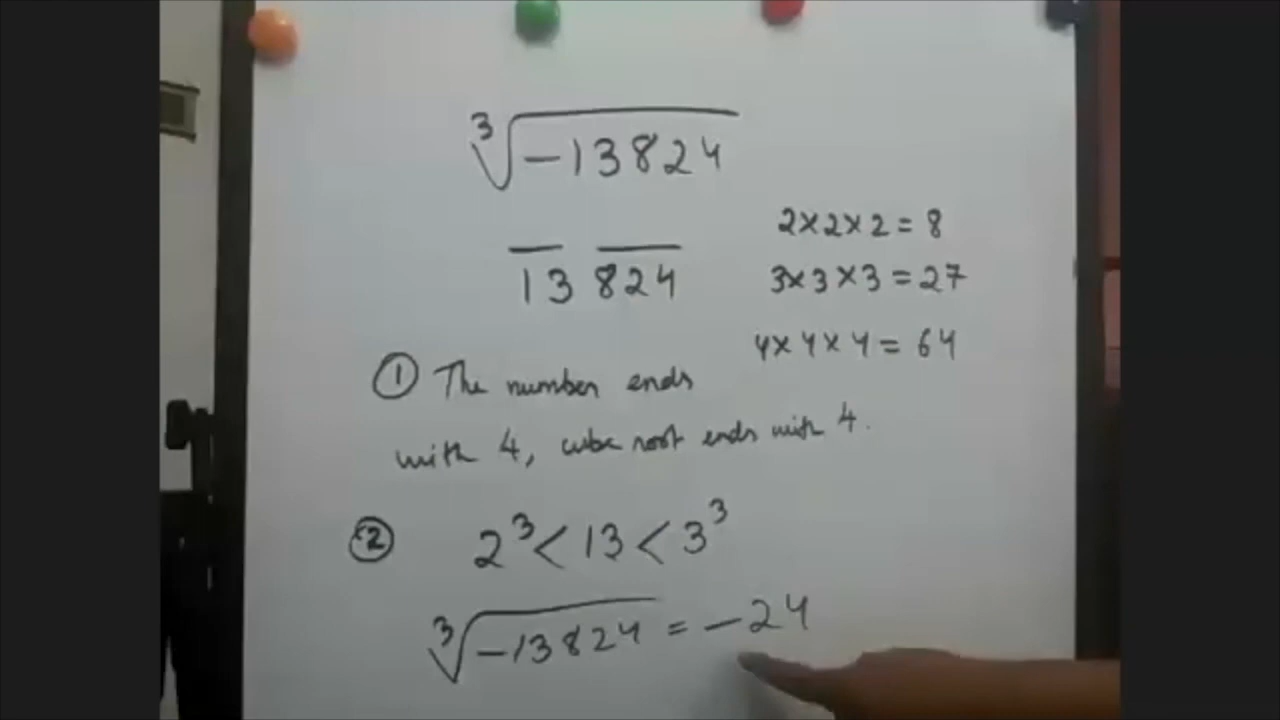 ∛-13824
13 824
2×2×2=8
3×3×3=27
4×4×4=64
① The number ends
with 4, cube root ends with 4.
② 2³<13<3³
∛-13824 = -24